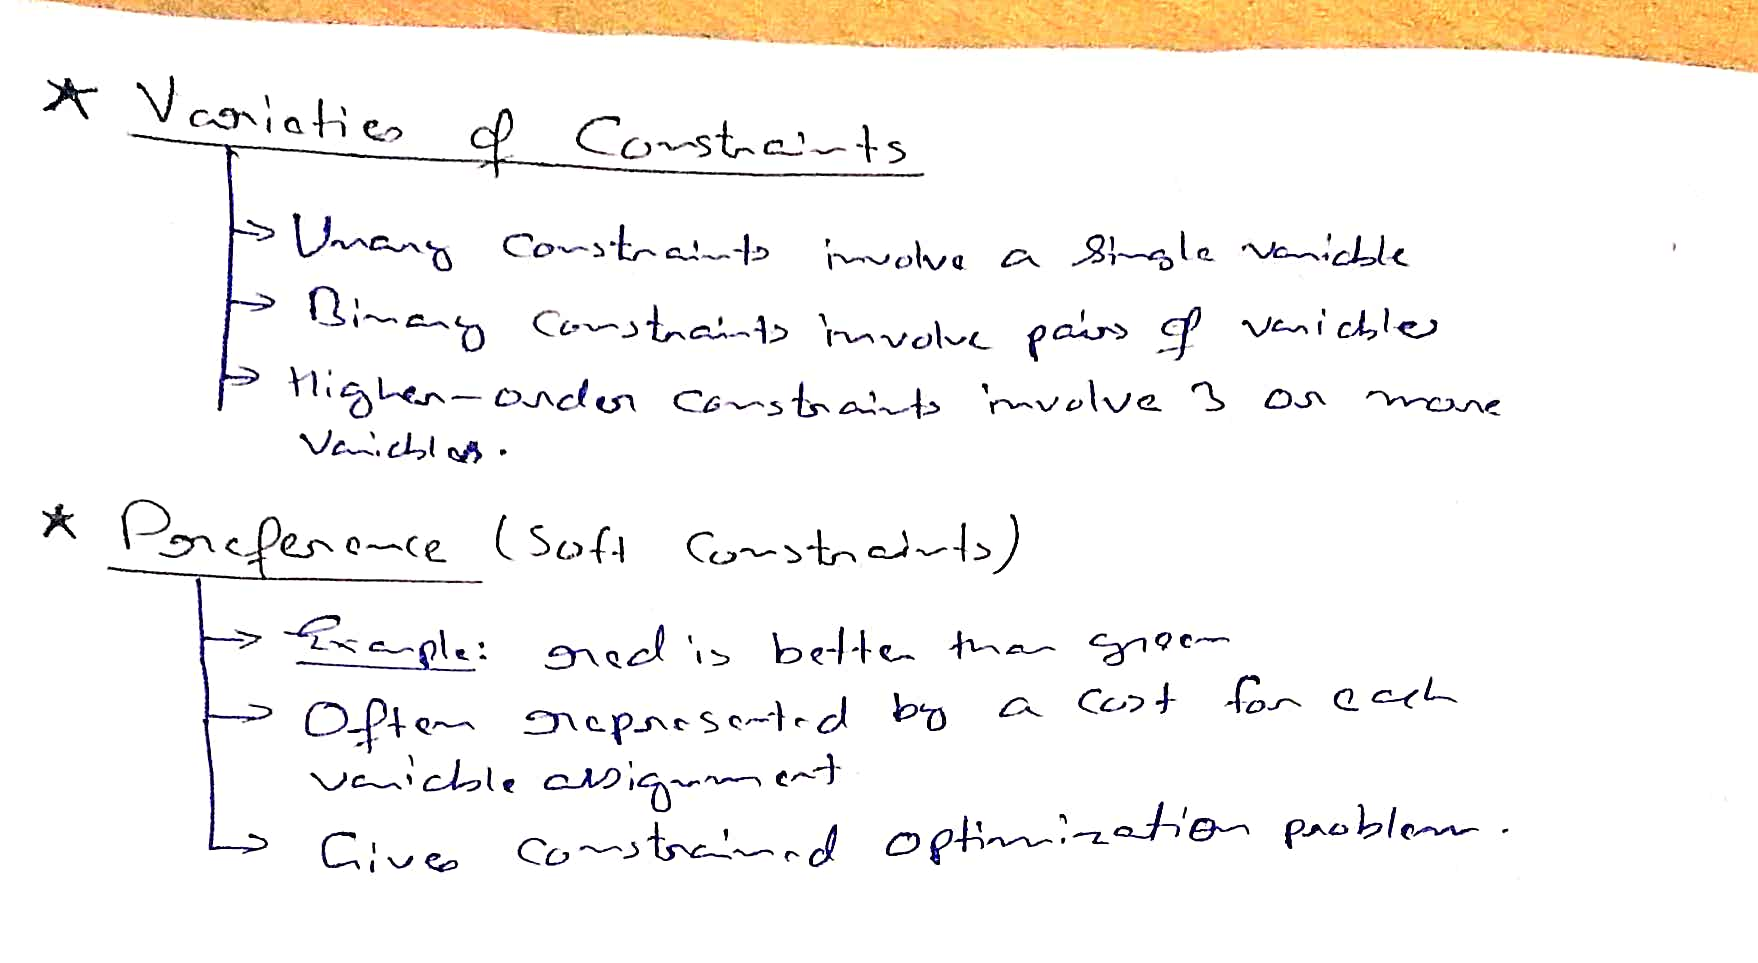 * Varieties of Constraints
→ Unary constraints involve a single variable
→ Binary constraints involve pairs of variables
→ Higher-order constraints involve 3 or more
variables.
* Preference (Soft Constraints)
→ Example: red is better than green
→ Often represented by a cost for each
variable assignment
→ Gives constrained optimization problem.